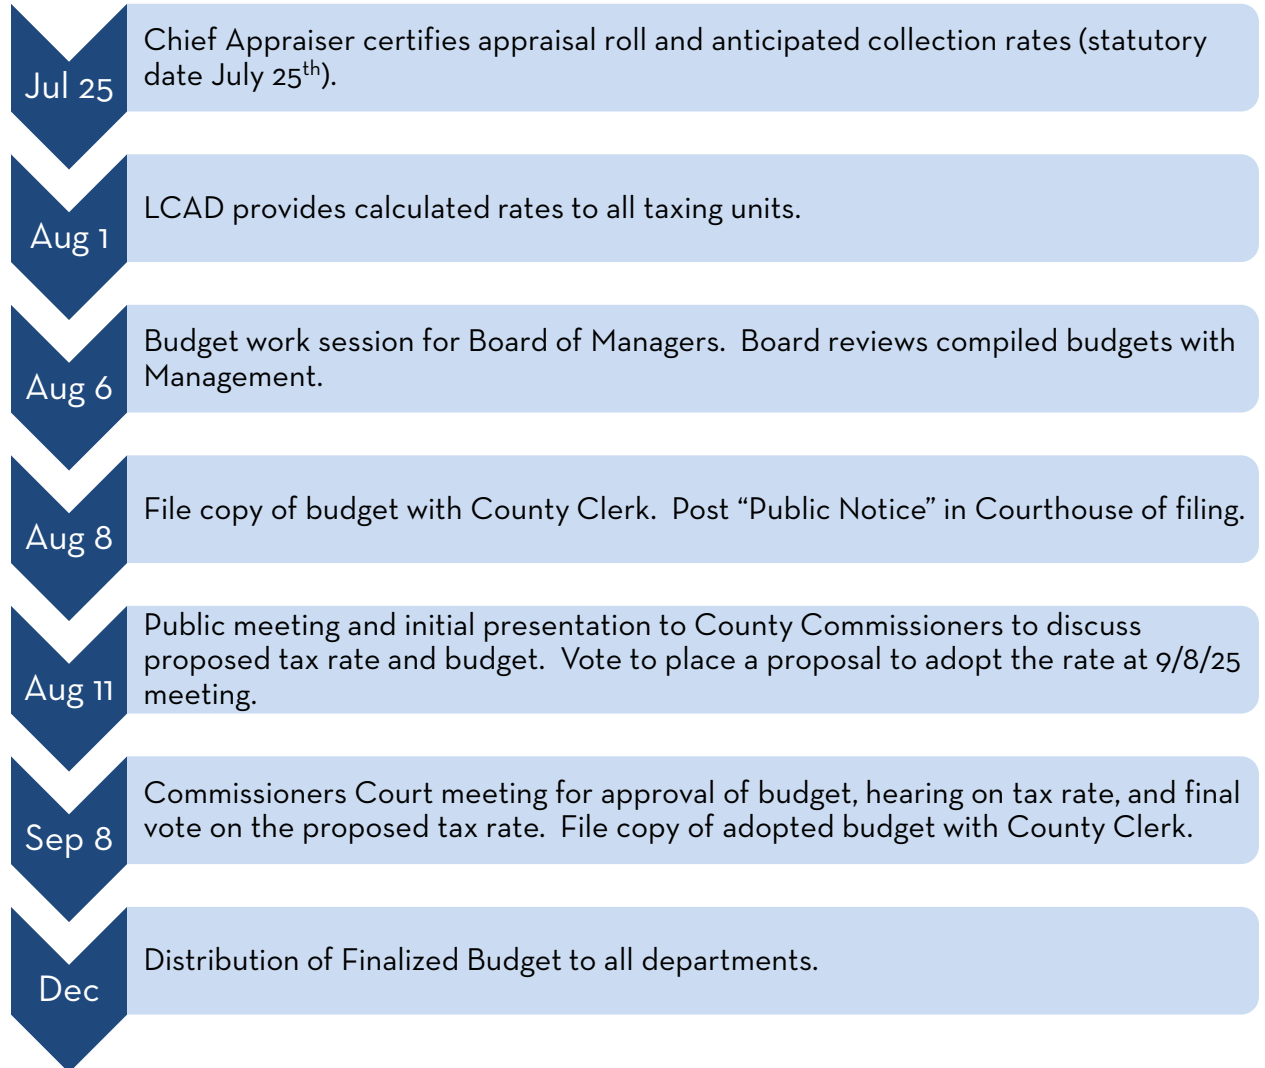 Jul 25
Chief Appraiser certifies appraisal roll and anticipated collection rates (statutory
date July 25th).
Aug 1
LCAD provides calculated rates to all taxing units.
Aug 6
Budget work session for Board of Managers.  Board reviews compiled budgets with
Management.
Aug 8
File copy of budget with County Clerk.  Post “Public Notice” in Courthouse of filing.
Aug 11
Public meeting and initial presentation to County Commissioners to discuss
proposed tax rate and budget.  Vote to place a proposal to adopt the rate at 9/8/25
meeting.
Sep 8
Commissioners Court meeting for approval of budget, hearing on tax rate, and final
vote on the proposed tax rate.  File copy of adopted budget with County Clerk.
Dec
Distribution of Finalized Budget to all departments.